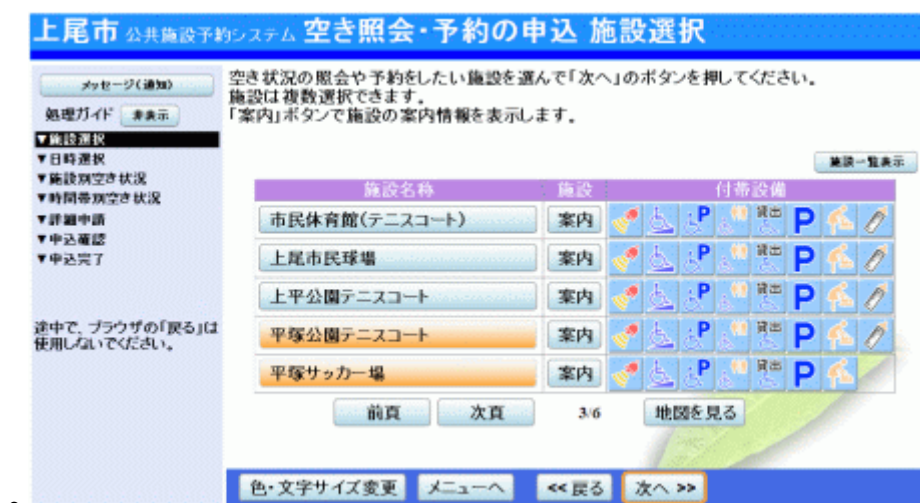 上尾市 公共施設予約システム 空き照会・予約の申込 施設選択
メッセージ(通知)
処理ガイド 非表示
▼施設選択
▼日時選択
▼施設別空き状況
▼時間帯別空き状況
▼詳細申請
▼申込確認
▼申込完了
途中で、ブラウザの「戻る」は
使用しないでください。
空き状況の照会や予約をしたい施設を選んで「次へ」のボタンを押してください。
施設は複数選択できます。
「案内」ボタンで施設の案内情報を表示します。
施設一覧表示
施設名称 施設 付帯設備
市民体育館(テニスコート) 案内 P 貸出 P
上尾市民球場 案内 P 貸出 P
上平公園テニスコート 案内 P 貸出 P
平塚公園テニスコート 案内 P 貸出 P
平塚サッカー場 案内 P 貸出 P
前頁 次頁 3/6 地図を見る
色・文字サイズ変更 メニューへ <<戻る 次へ >>